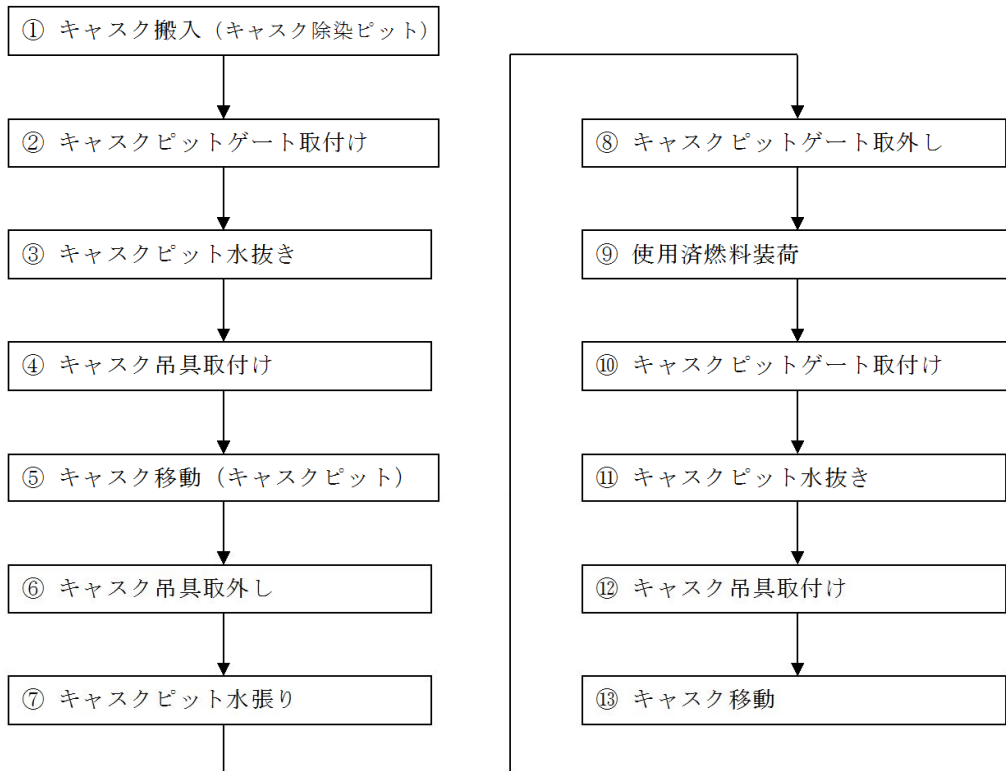 ① キャスク搬入（キャスク除染ピット）
② キャスクピットゲート取付け
③ キャスクピット水抜き
④ キャスク吊具取付け
⑤ キャスク移動（キャスクピット）
⑥ キャスク吊具取外し
⑦ キャスクピット水張り
⑧ キャスクピットゲート取外し
⑨ 使用済燃料装荷
⑩ キャスクピットゲート取付け
⑪ キャスクピット水抜き
⑫ キャスク吊具取付け
⑬ キャスク移動